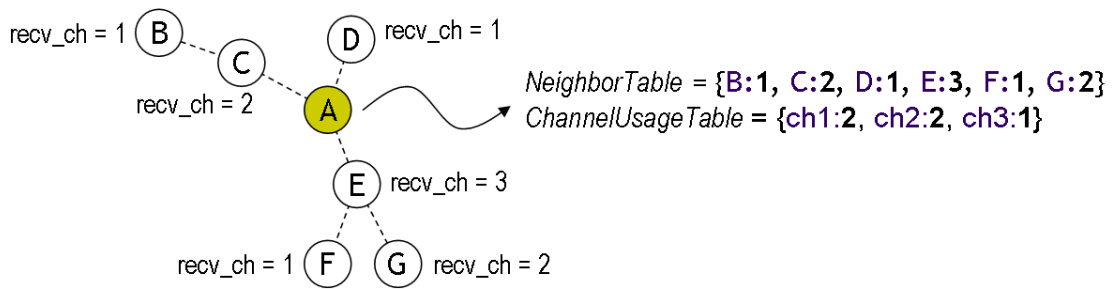 recv_ch = 1
B
D
recv_ch = 1
C
recv_ch = 2
A
NeighborTable = {B:1, C:2, D:1, E:3, F:1, G:2}
ChannelUsageTable = {ch1:2, ch2:2, ch3:1}
E
recv_ch = 3
recv_ch = 1
F
G
recv_ch = 2